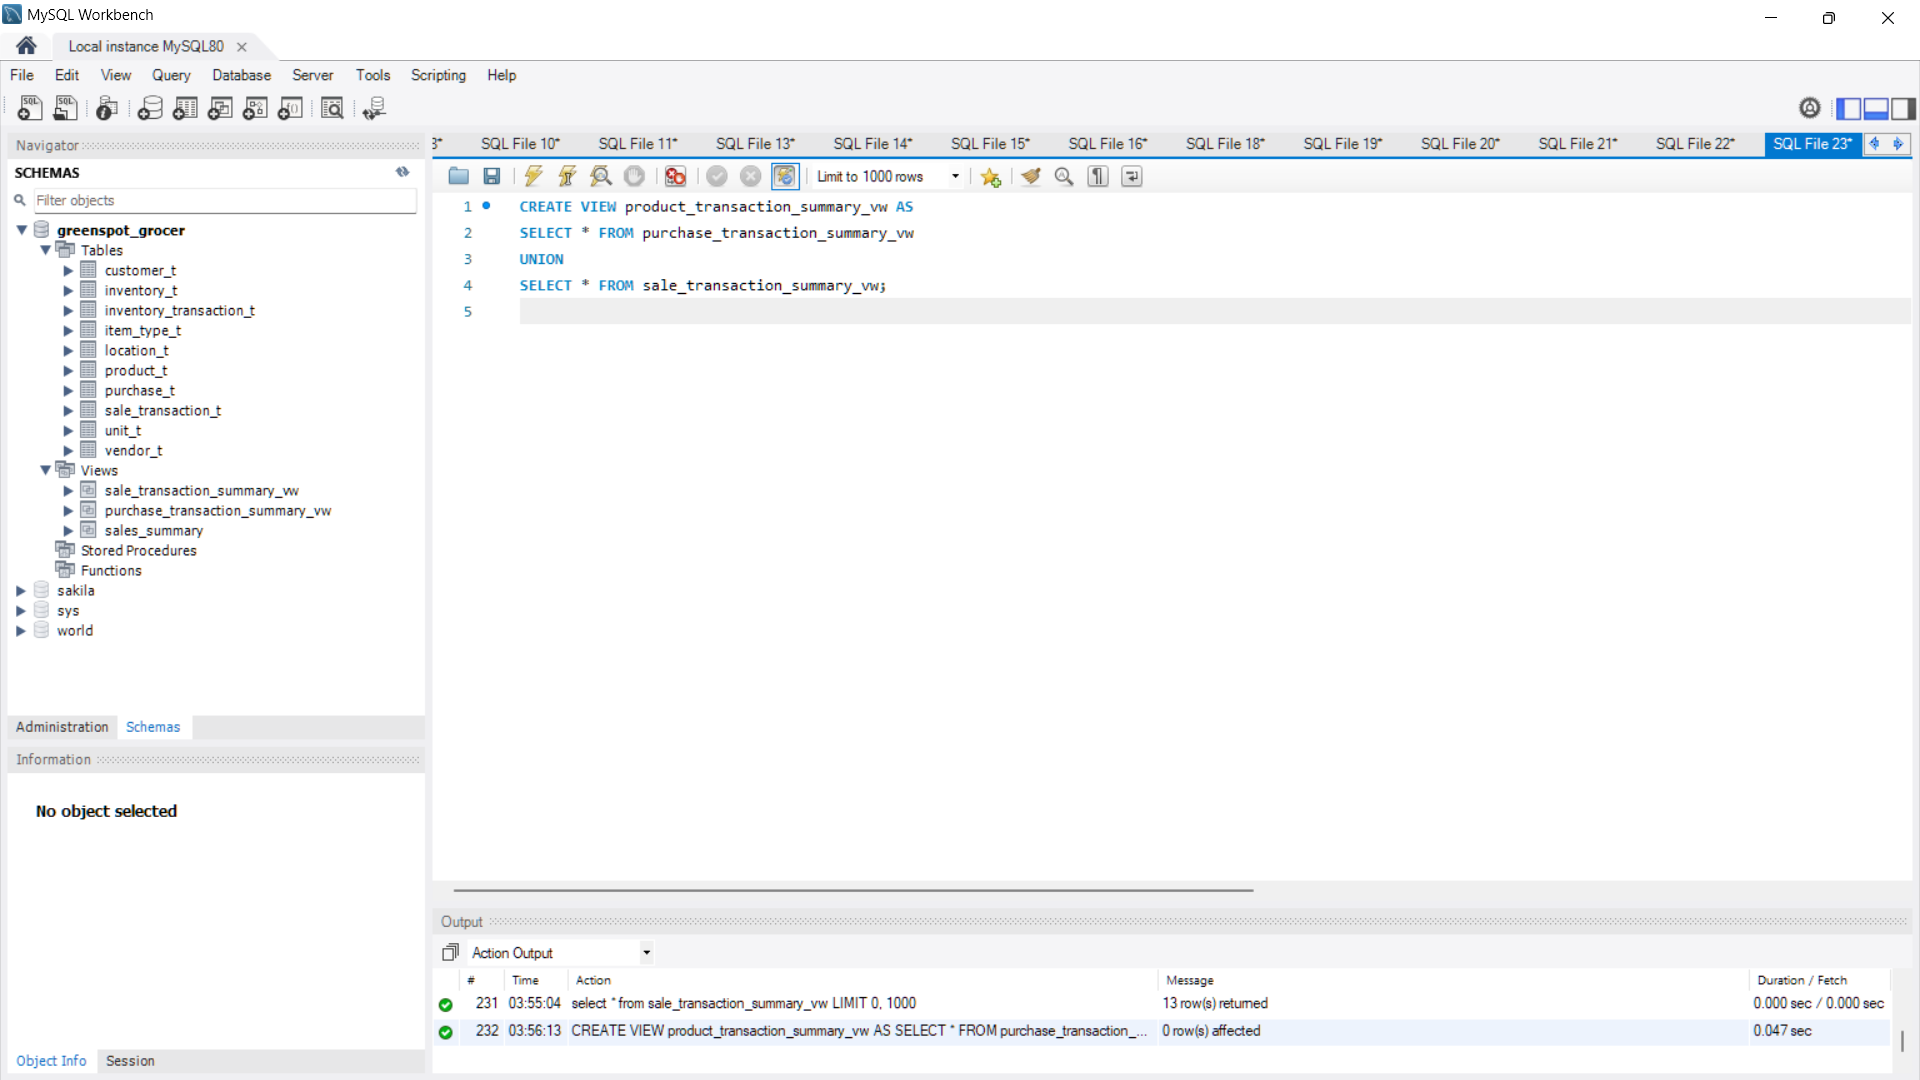 MySQL Workbench
Local instance MySQL80
File Edit View Query Database Server Tools Scripting Help
Navigator
SCHEMAS
Filter objects
greenspot_grocer
Tables
customer_t
inventory_t
inventory_transaction_t
item_type_t
location_t
product_t
purchase_t
sale_transaction_t
unit_t
vendor_t
Views
sale_transaction_summary_vw
purchase_transaction_summary_vw
sales_summary
Stored Procedures
Functions
sakila
sys
world
Administration Schemas
Information
No object selected
Object Info Session
3* SQL File 10* SQL File 11* SQL File 13* SQL File 14* SQL File 15* SQL File 16* SQL File 18* SQL File 19* SQL File 20* SQL File 21* SQL File 22* SQL File 23*
Limit to 1000 rows
1 CREATE VIEW product_transaction_summary_vw AS
2 SELECT * FROM purchase_transaction_summary_vw
3 UNION
4 SELECT * FROM sale_transaction_summary_vw;
5
Output
Action Output
# Time Action Message Duration / Fetch
231 03:55:04 select * from sale_transaction_summary_vw LIMIT 0, 1000 13 row(s) returned 0.000 sec / 0.000 sec
232 03:56:13 CREATE VIEW product_transaction_summary_vw AS SELECT * FROM purchase_transaction_... 0 row(s) affected 0.047 sec